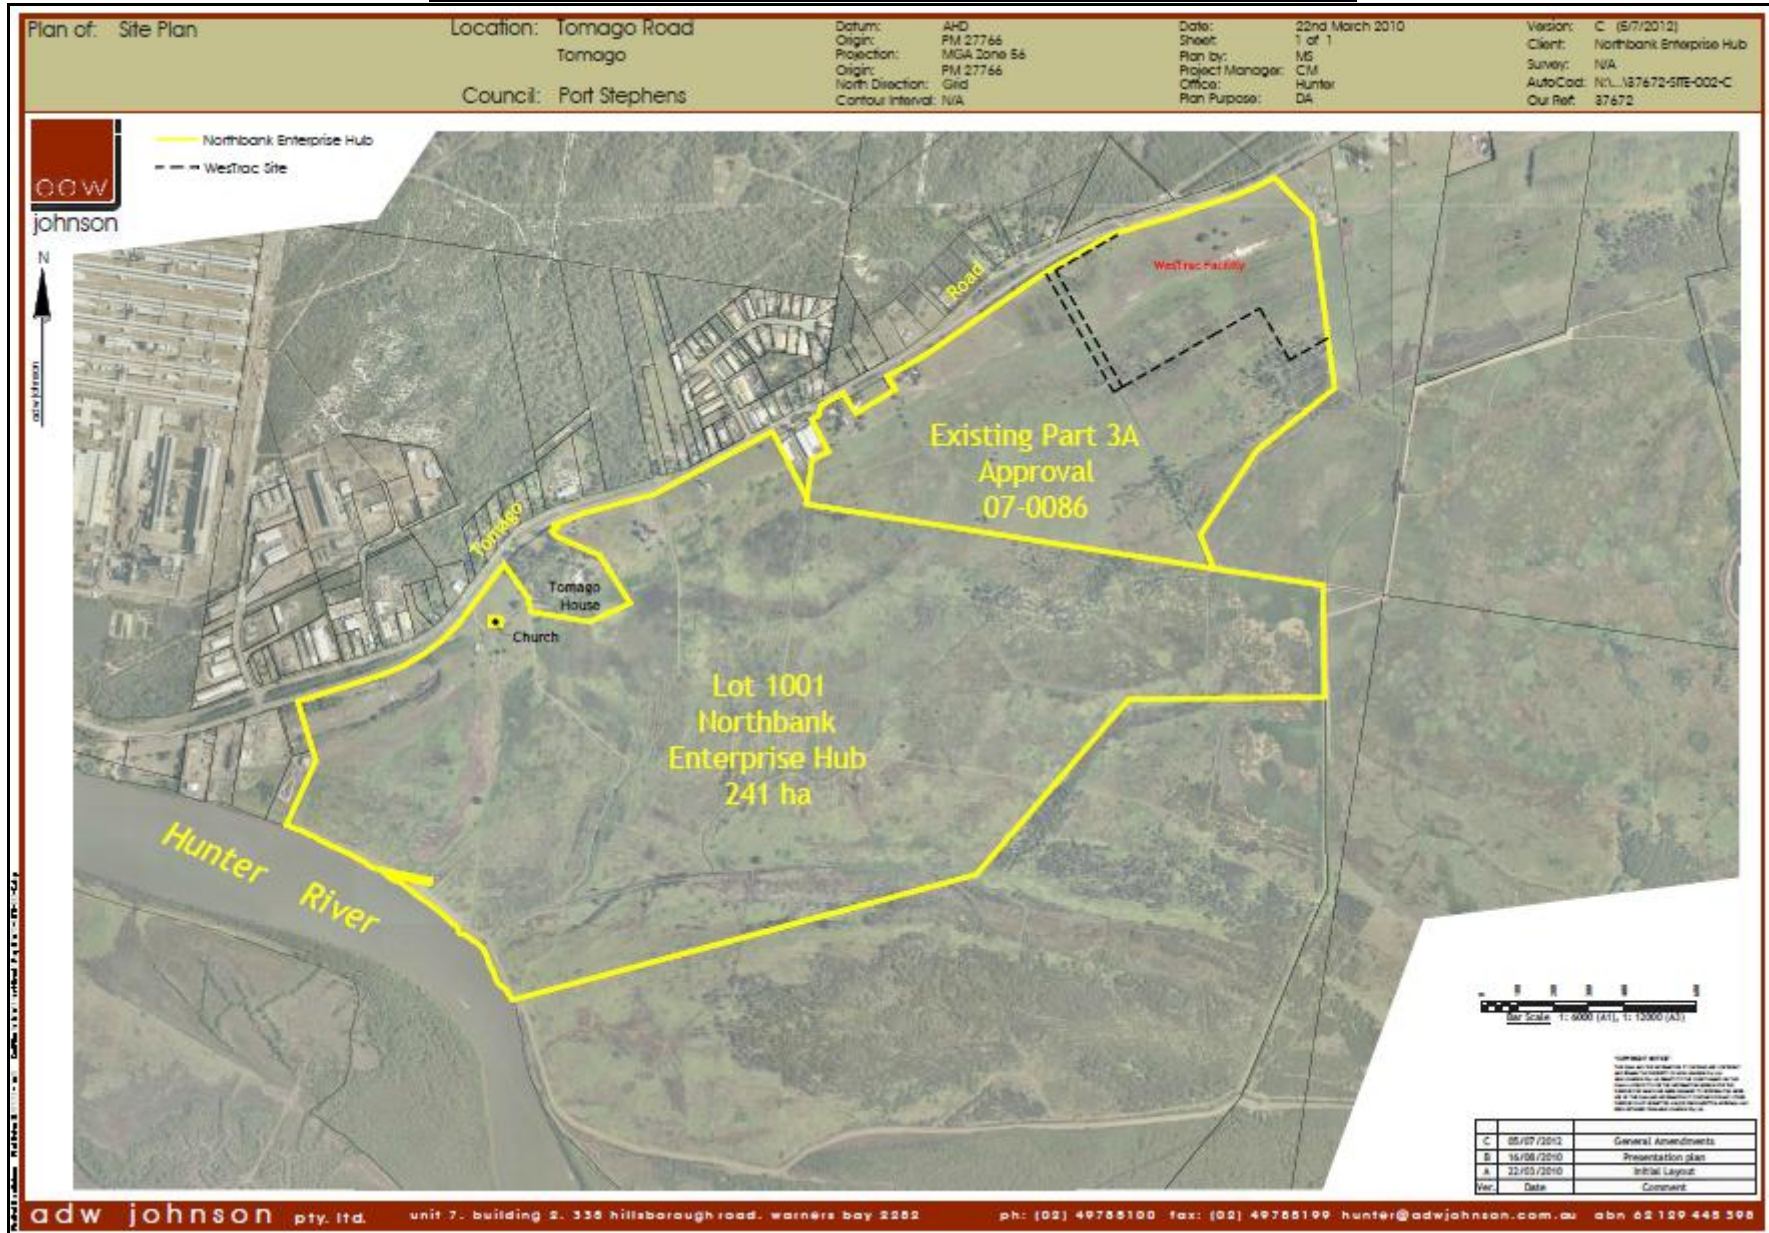 Plan of: Site Plan
Location: Tomago Road
Tomago
Council: Port Stephens
Datum: AHD
Origin: PM 27766
Projection: MGA Zone 56
Origin: PM 27766
North Direction: Grid
Contour Interval: N/A
Date: 22nd March 2010
Sheet: 1 of 1
Plan by: MS
Project Manager: CM
Office: Hunter
Plan Purpose: DA
Version: C (5/7/2012)
Client: Northbank Enterprise Hub
Survey: N/A
AutoCad: N:\...\37672-SITE-002-C
Our Ref: 37672
adw
johnson
Northbank Enterprise Hub
WesTrac Site
N
adw johnson
Road
WesTrac Facility
Existing Part 3A
Approval
07-0086
Tomago
Tomago
House
Church
Lot 1001
Northbank
Enterprise Hub
241 ha
Hunter River
Bar Scale 1: 6000 (A1), 1: 12000 (A3)
C 05/07/2012 General Amendments
B 16/08/2010 Presentation plan
A 22/03/2010 Initial Layout
Ver. Date Comment
adw johnson pty. ltd. unit 7, building 2, 335 hillsborough road, warners bay 2282 ph: (02) 49785100 fax: (02) 49785199 hunter@adwjohnson.com.au abn 62 129 445 398